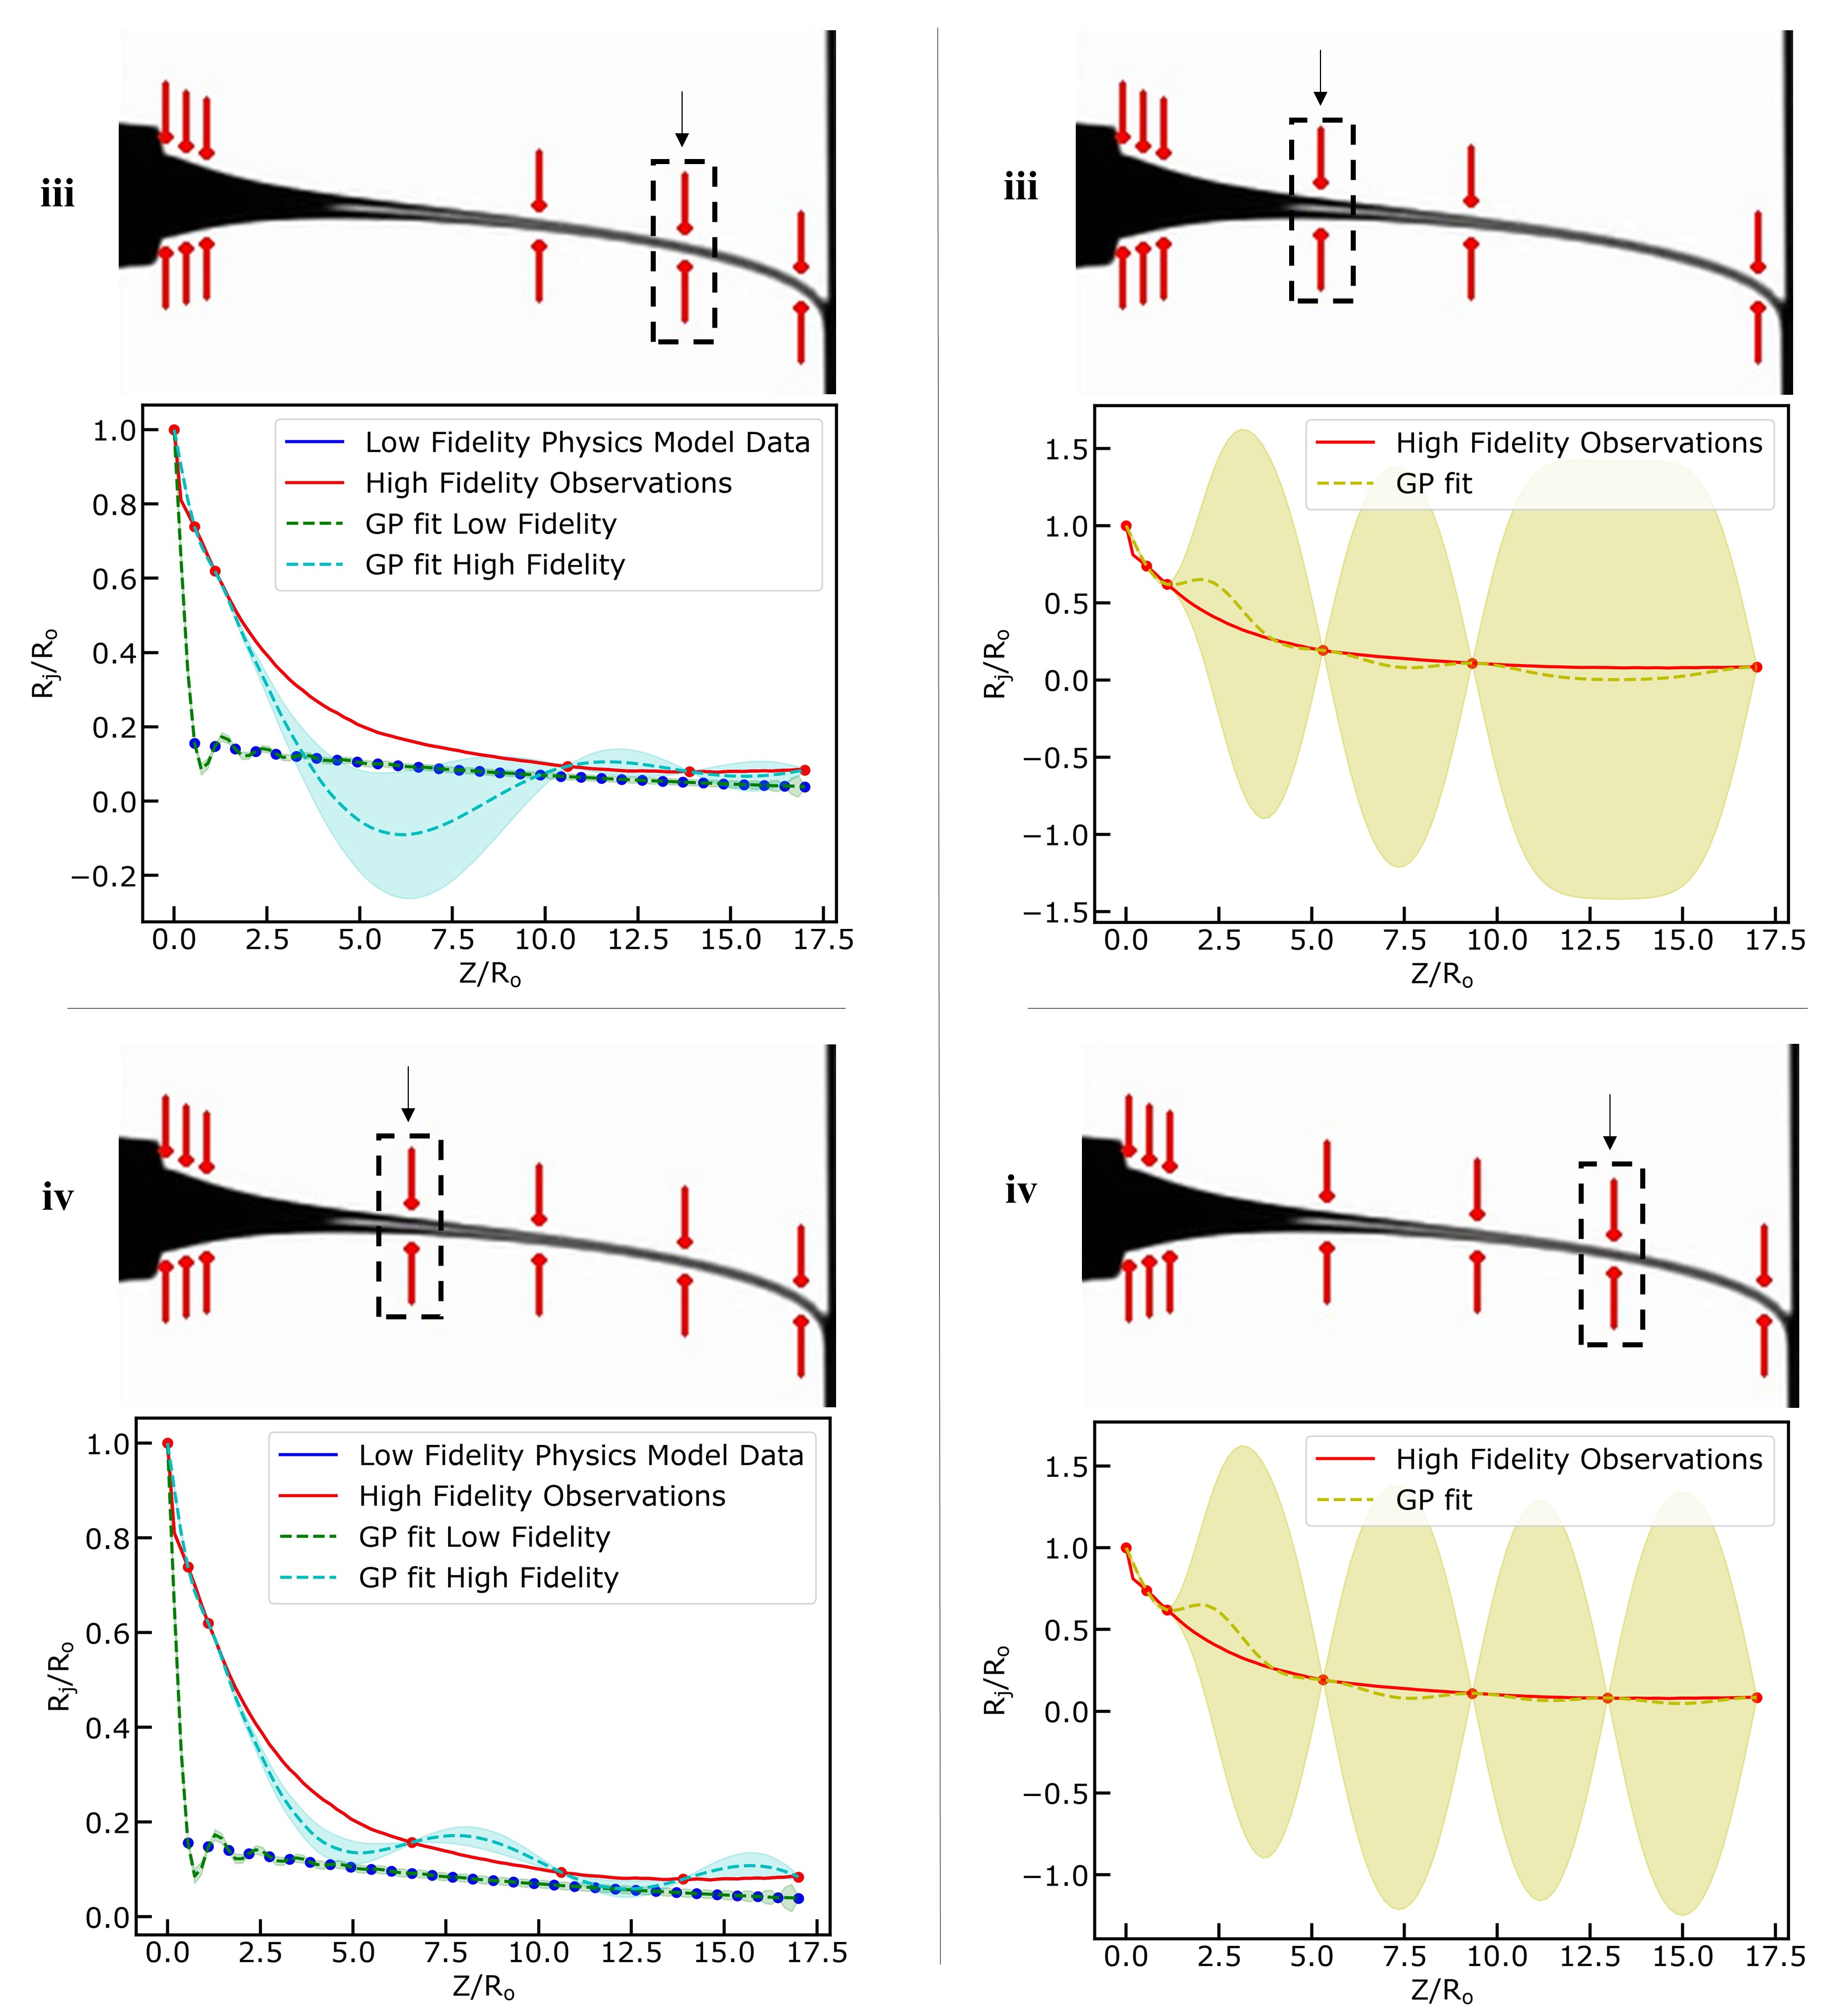 iii
Low Fidelity Physics Model Data
High Fidelity Observations
GP fit Low Fidelity
GP fit High Fidelity
1.0
0.8
0.6
0.4
0.2
0.0
−0.2
Rj/Ro
0.0 2.5 5.0 7.5 10.0 12.5 15.0 17.5
Z/Ro
iii
High Fidelity Observations
GP fit
1.5
1.0
0.5
0.0
−0.5
−1.0
−1.5
Rj/Ro
0.0 2.5 5.0 7.5 10.0 12.5 15.0 17.5
Z/Ro
iv
Low Fidelity Physics Model Data
High Fidelity Observations
GP fit Low Fidelity
GP fit High Fidelity
1.0
0.8
0.6
0.4
0.2
0.0
Rj/Ro
0.0 2.5 5.0 7.5 10.0 12.5 15.0 17.5
Z/Ro
iv
High Fidelity Observations
GP fit
1.5
1.0
0.5
0.0
−0.5
−1.0
Rj/Ro
0.0 2.5 5.0 7.5 10.0 12.5 15.0 17.5
Z/Ro